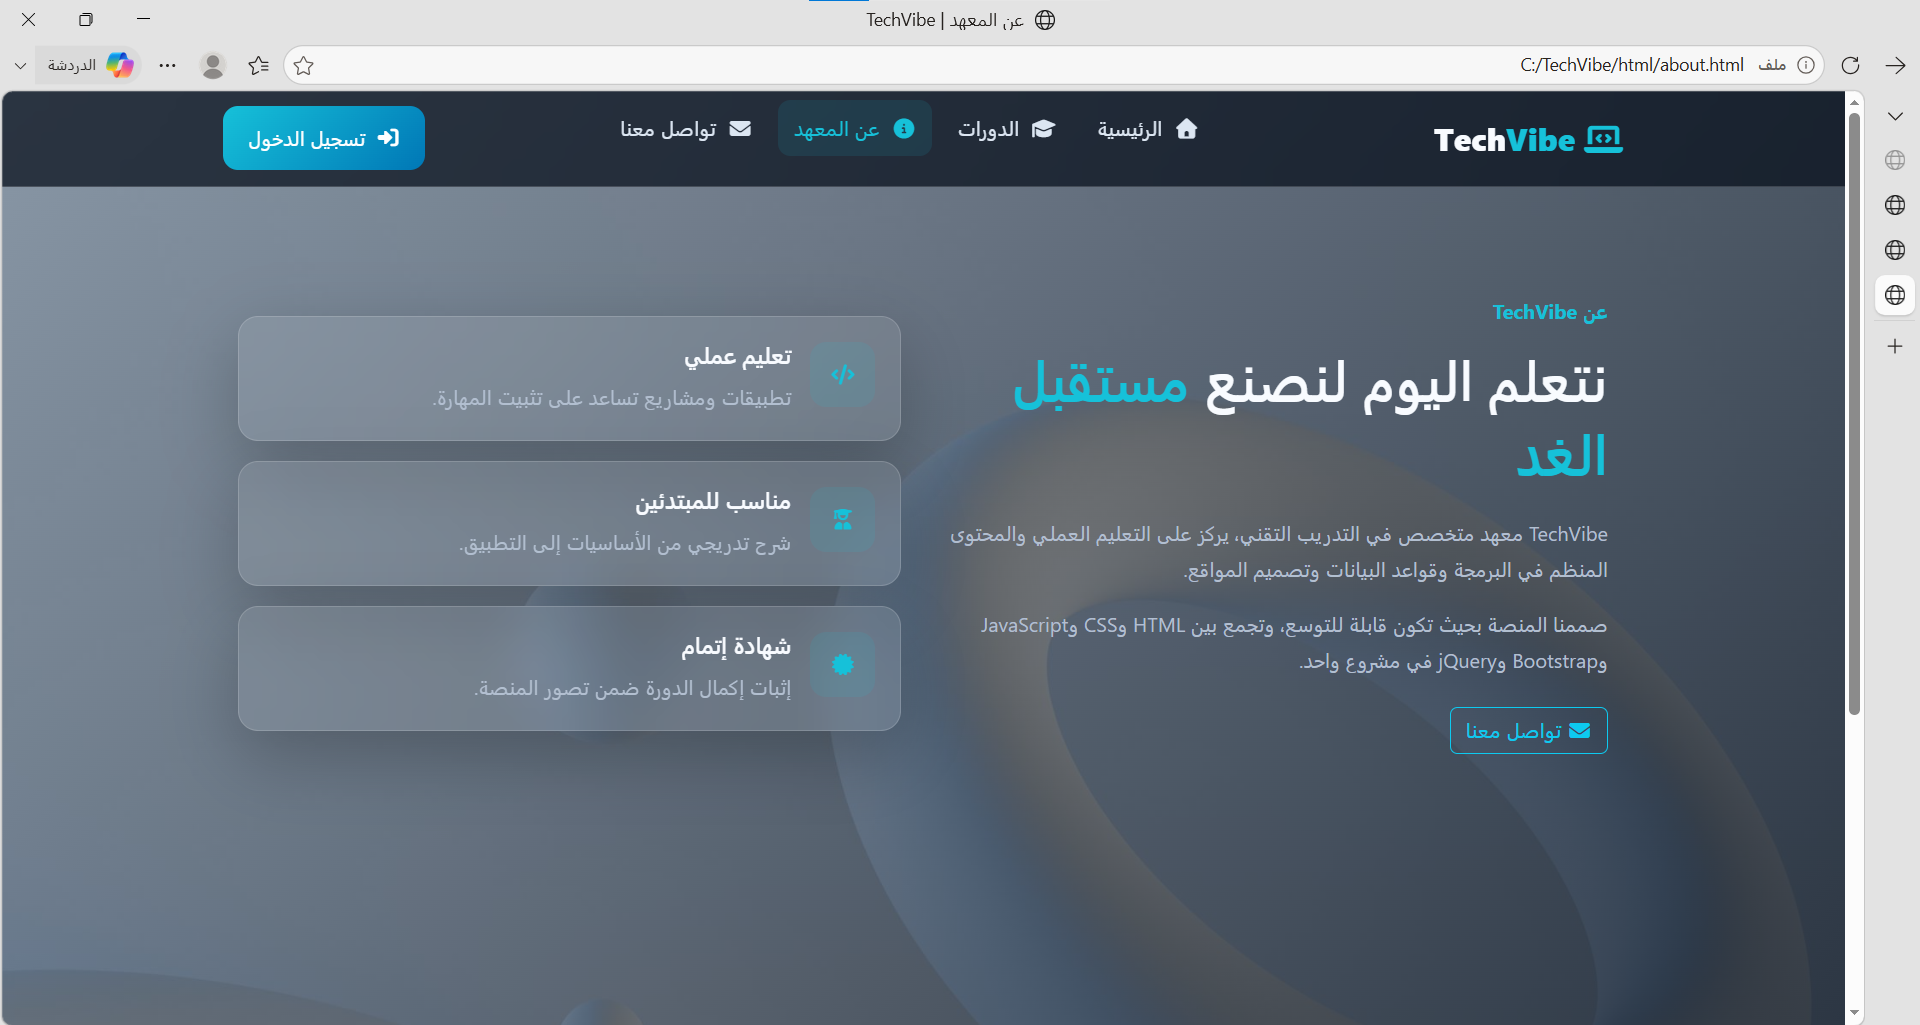 عن المعهد | TechVibe
الدردشة
ملف C:/TechVibe/html/about.html
TechVibe
الرئيسية
الدورات
عن المعهد
تواصل معنا
تسجيل الدخول
عن TechVibe
نتعلم اليوم لنصنع مستقبل
الغد
TechVibe معهد متخصص في التدريب التقني، يركز على التعليم العملي والمحتوى
المنظم في البرمجة وقواعد البيانات وتصميم المواقع.
صممنا المنصة بحيث تكون قابلة للتوسع، وتجمع بين HTML وCSS وJavaScript
وBootstrap وjQuery في مشروع واحد.
تواصل معنا
تعليم عملي
تطبيقات ومشاريع تساعد على تثبيت المهارة.
مناسب للمبتدئين
شرح تدريجي من الأساسيات إلى التطبيق.
شهادة إتمام
إثبات إكمال الدورة ضمن تصور المنصة.